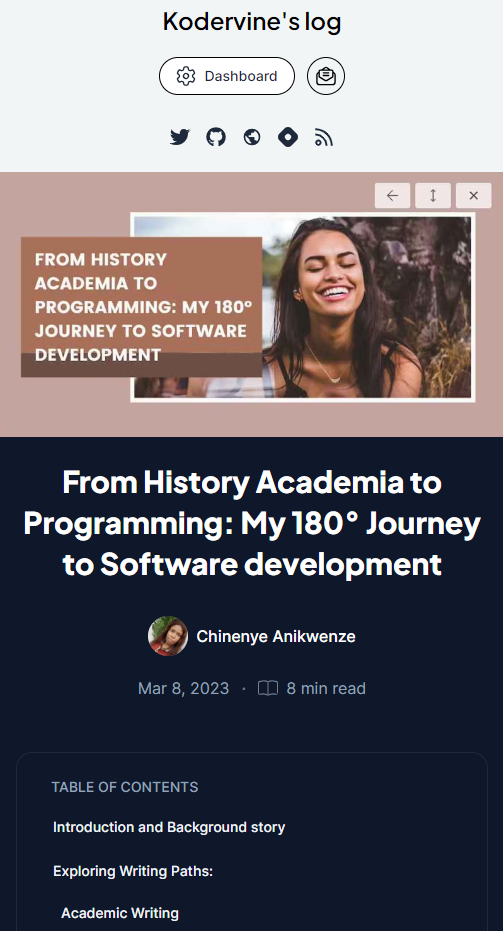 Kodervine's log
Dashboard
FROM HISTORY
ACADEMIA TO
PROGRAMMING: MY 180°
JOURNEY TO SOFTWARE
DEVELOPMENT
From History Academia to
Programming: My 180° Journey
to Software development
Chinenye Anikwenze
Mar 8, 2023 · 8 min read
TABLE OF CONTENTS
Introduction and Background story
Exploring Writing Paths:
Academic Writing